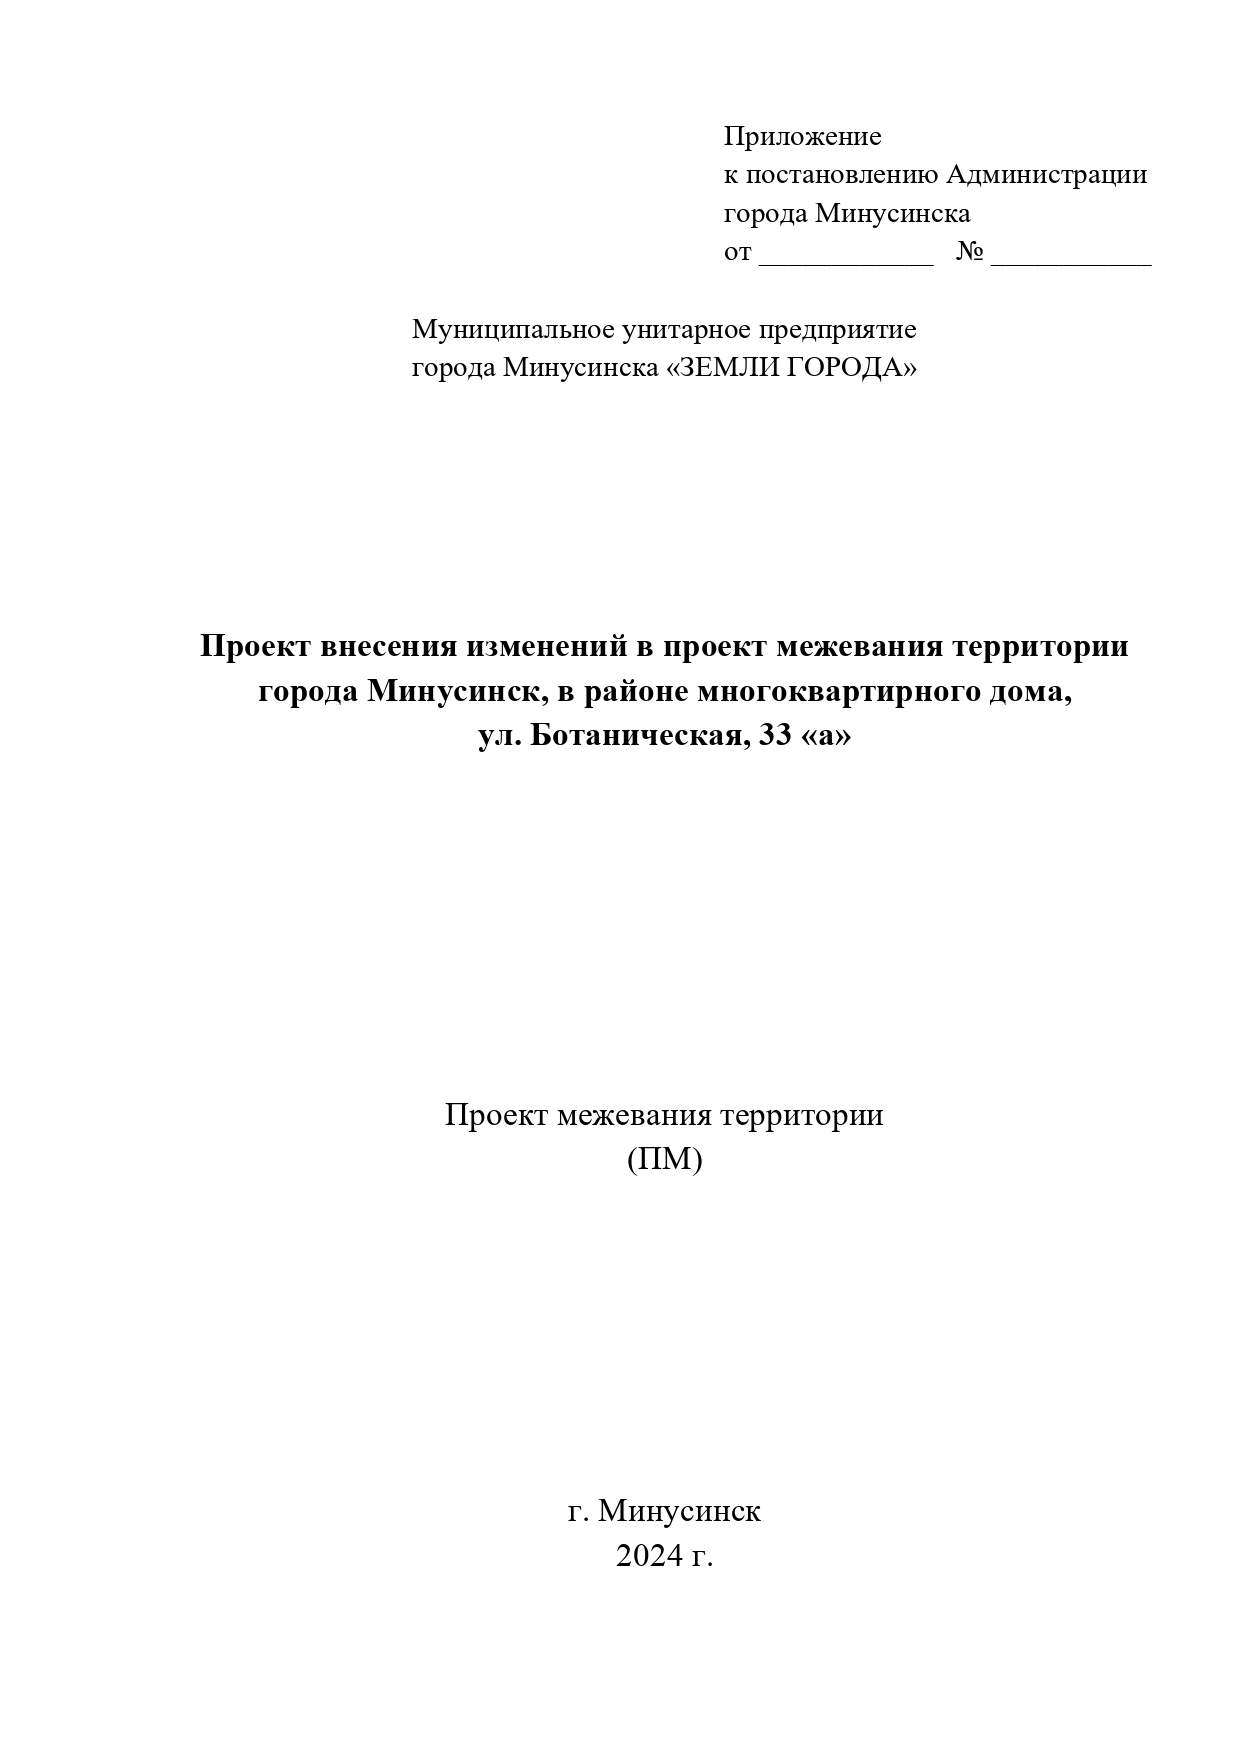 Приложение
к постановлению Администрации
города Минусинска
от ____________ № ___________
Муниципальное унитарное предприятие
города Минусинска «ЗЕМЛИ ГОРОДА»
Проект внесения изменений в проект межевания территории
города Минусинск, в районе многоквартирного дома,
ул. Ботаническая, 33 «а»
Проект межевания территории
(ПМ)
г. Минусинск
2024 г.